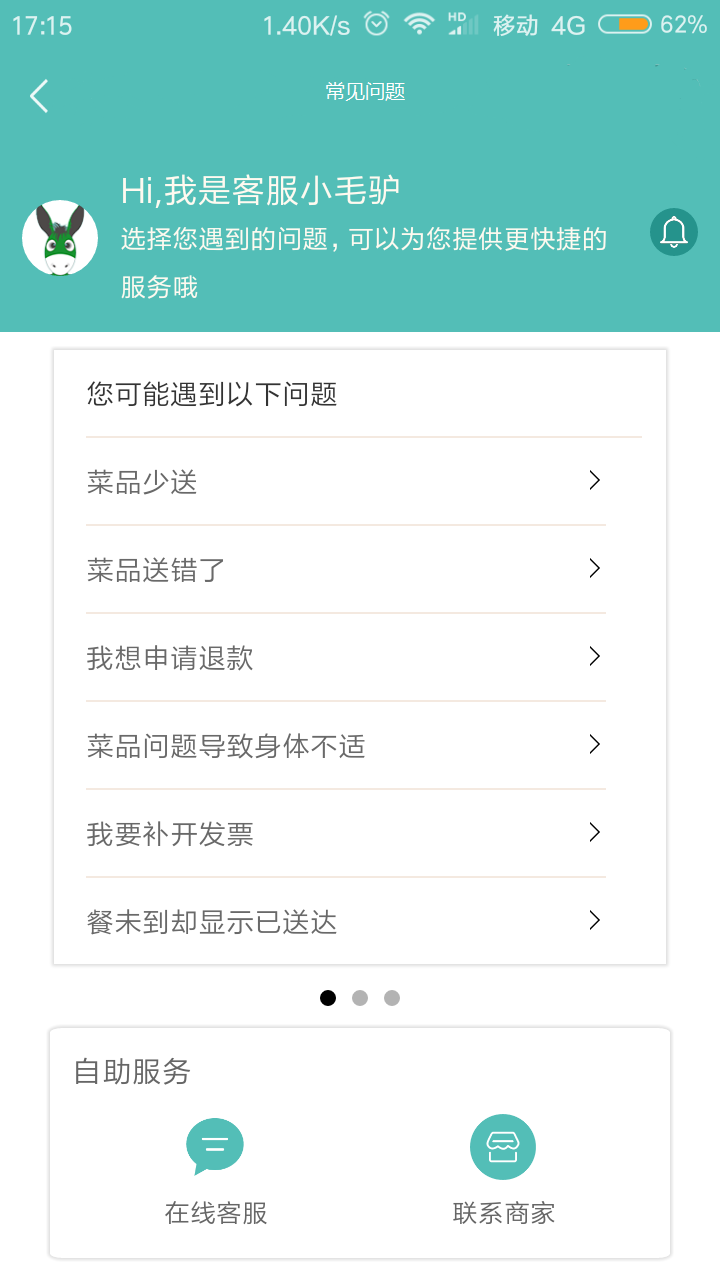 17:15
1.40K/s HD 移动 4G 62%
常见问题
Hi,我是客服小毛驴
选择您遇到的问题，可以为您提供更快捷的
服务哦
您可能遇到以下问题
菜品少送
菜品送错了
我想申请退款
菜品问题导致身体不适
我要补开发票
餐未到却显示已送达
自助服务
在线客服
联系商家